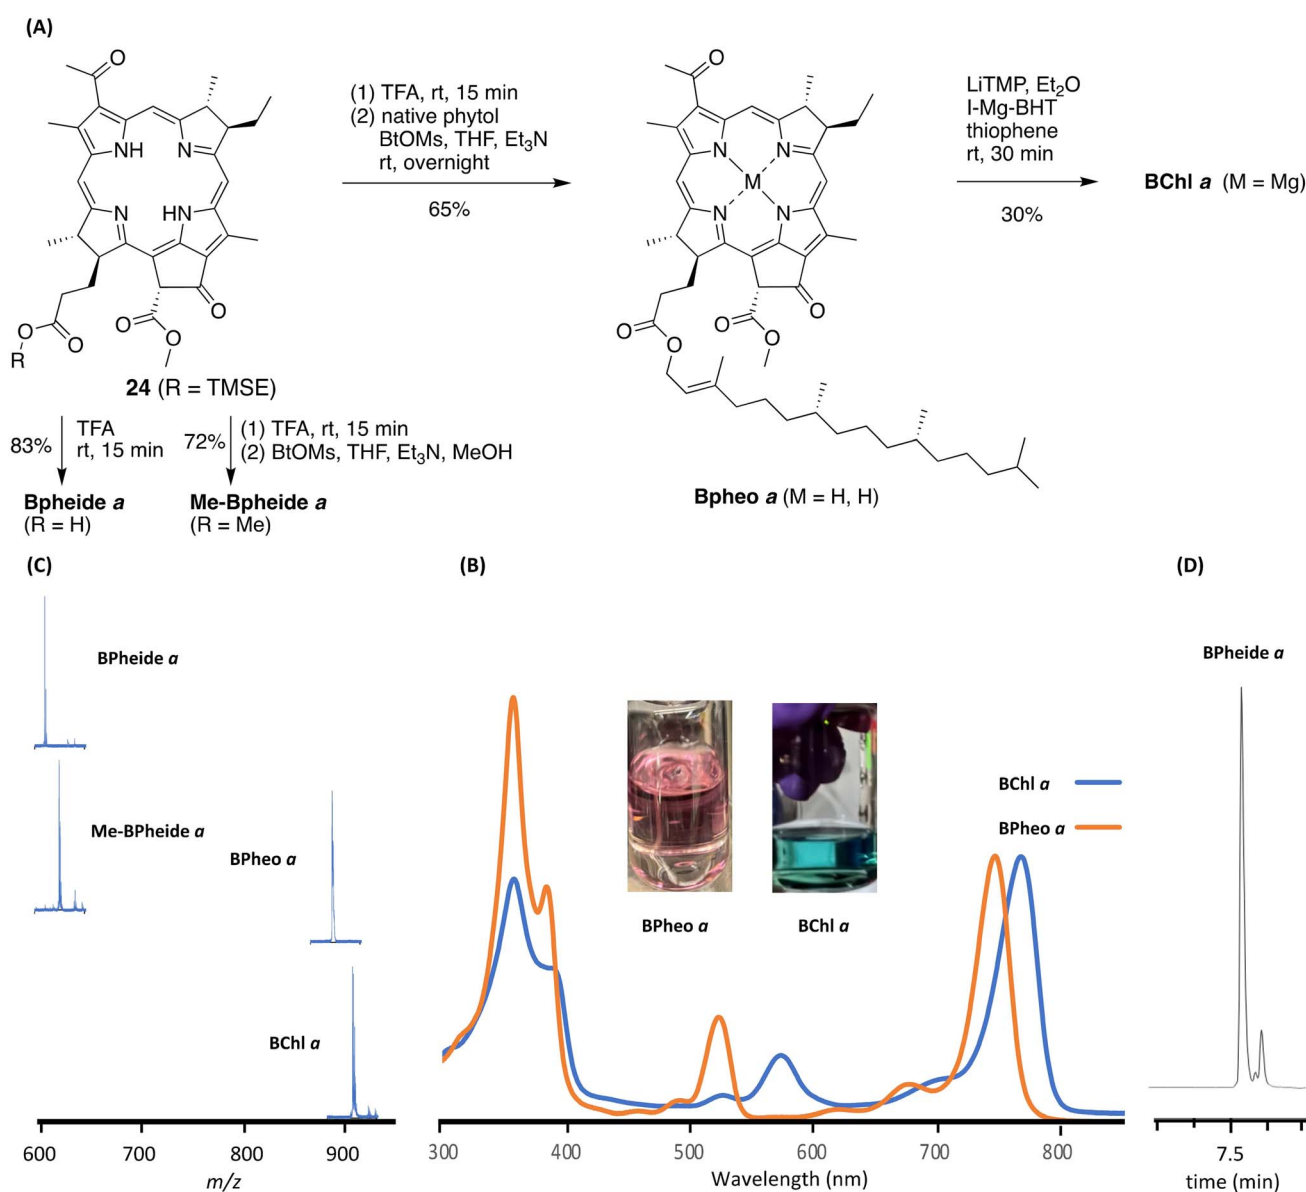 (A)
O
NH
N
N
HN
O
R
O
O
O
O
24 (R = TMSE)
(1) TFA, rt, 15 min
(2) native phytol
BtOMs, THF, Et3N
rt, overnight
65%
O
N
N
M
N
N
O
O
O
O
O
Bpheo a (M = H, H)
LiTMP, Et2O
I-Mg-BHT
thiophene
rt, 30 min
30%
BChl a (M = Mg)
83%
TFA
rt, 15 min
72%
(1) TFA, rt, 15 min
(2) BtOMs, THF, Et3N, MeOH
Bpheide a
(R = H)
Me-Bpheide a
(R = Me)
(C)
BPheide a
Me-BPheide a
BPheo a
BChl a
600 700 800 900
m/z
(B)
BPheo a
BChl a
BChl a
BPheo a
300 400 500 600 700 800
Wavelength (nm)
(D)
BPheide a
7.5
time (min)